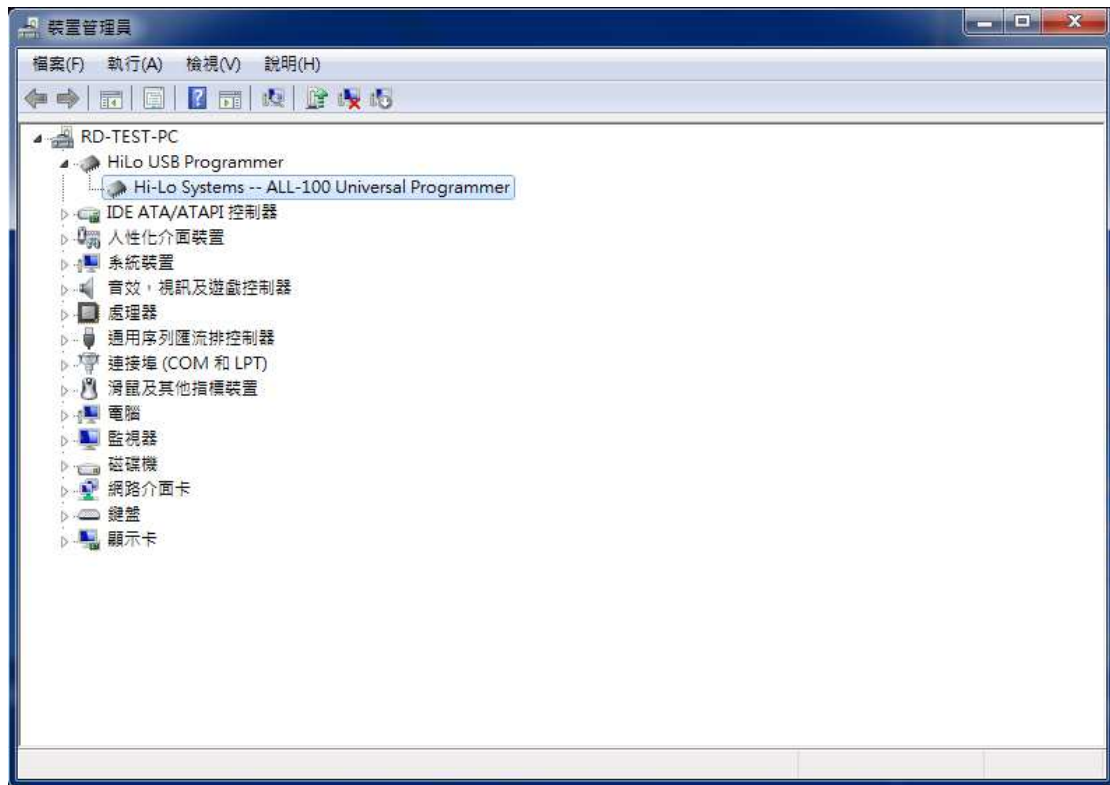 裝置管理員
檔案(F) 執行(A) 檢視(V) 說明(H)
RD-TEST-PC
HiLo USB Programmer
Hi-Lo Systems -- ALL-100 Universal Programmer
IDE ATA/ATAPI 控制器
人性化介面裝置
系統裝置
音效，視訊及遊戲控制器
處理器
通用序列匯流排控制器
連接埠 (COM 和 LPT)
滑鼠及其他指標裝置
電腦
監視器
磁碟機
網路介面卡
鍵盤
顯示卡